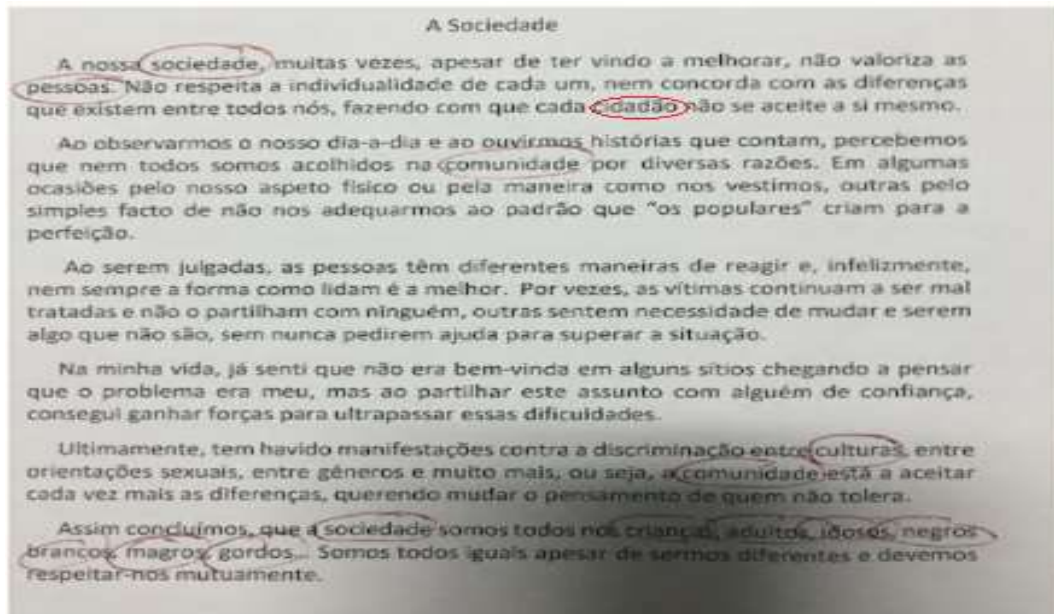 A Sociedade
A nossa sociedade, muitas vezes, apesar de ter vindo a melhorar, não valoriza as
pessoas. Não respeita a individualidade de cada um, nem concorda com as diferenças
que existem entre todos nós, fazendo com que cada cidadão não se aceite a si mesmo.
Ao observarmos o nosso dia-a-dia e ao ouvirmos histórias que contam, percebemos
que nem todos somos acolhidos na comunidade por diversas razões. Em algumas
ocasiões pelo nosso aspeto físico ou pela maneira como nos vestimos, outras pelo
simples facto de não nos adequarmos ao padrão que "os populares" criam para a
perfeição.
Ao serem julgadas, as pessoas têm diferentes maneiras de reagir e, infelizmente,
nem sempre a forma como lidam é a melhor. Por vezes, as vítimas continuam a ser mal
tratadas e não o partilham com ninguém, outras sentem necessidade de mudar e serem
algo que não são, sem nunca pedirem ajuda para superar a situação.
Na minha vida, já senti que não era bem-vinda em alguns sítios chegando a pensar
que o problema era meu, mas ao partilhar este assunto com alguém de confiança,
consegui ganhar forças para ultrapassar essas dificuldades.
Ultimamente, tem havido manifestações contra a discriminação entre culturas, entre
orientações sexuais, entre gêneros e muito mais, ou seja, a comunidade está a aceitar
cada vez mais as diferenças, querendo mudar o pensamento de quem não tolera.
Assim concluímos, que a sociedade somos todos nós crianças, adultos, idosos, negros
brancos, magros, gordos... Somos todos iguais apesar de sermos diferentes e devemos
respeitar-nos mutuamente.